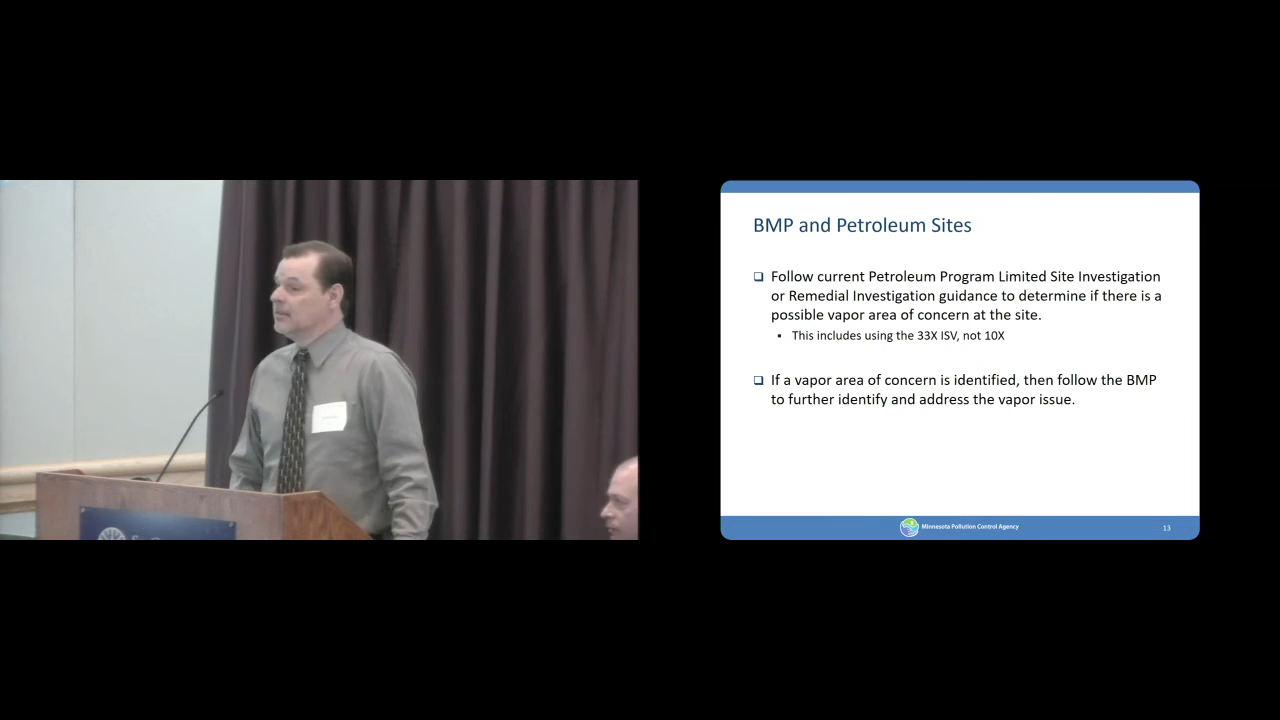 BMP and Petroleum Sites
Follow current Petroleum Program Limited Site Investigation
or Remedial Investigation guidance to determine if there is a
possible vapor area of concern at the site.
This includes using the 33X ISV, not 10X
If a vapor area of concern is identified, then follow the BMP
to further identify and address the vapor issue.
Minnesota Pollution Control Agency
13